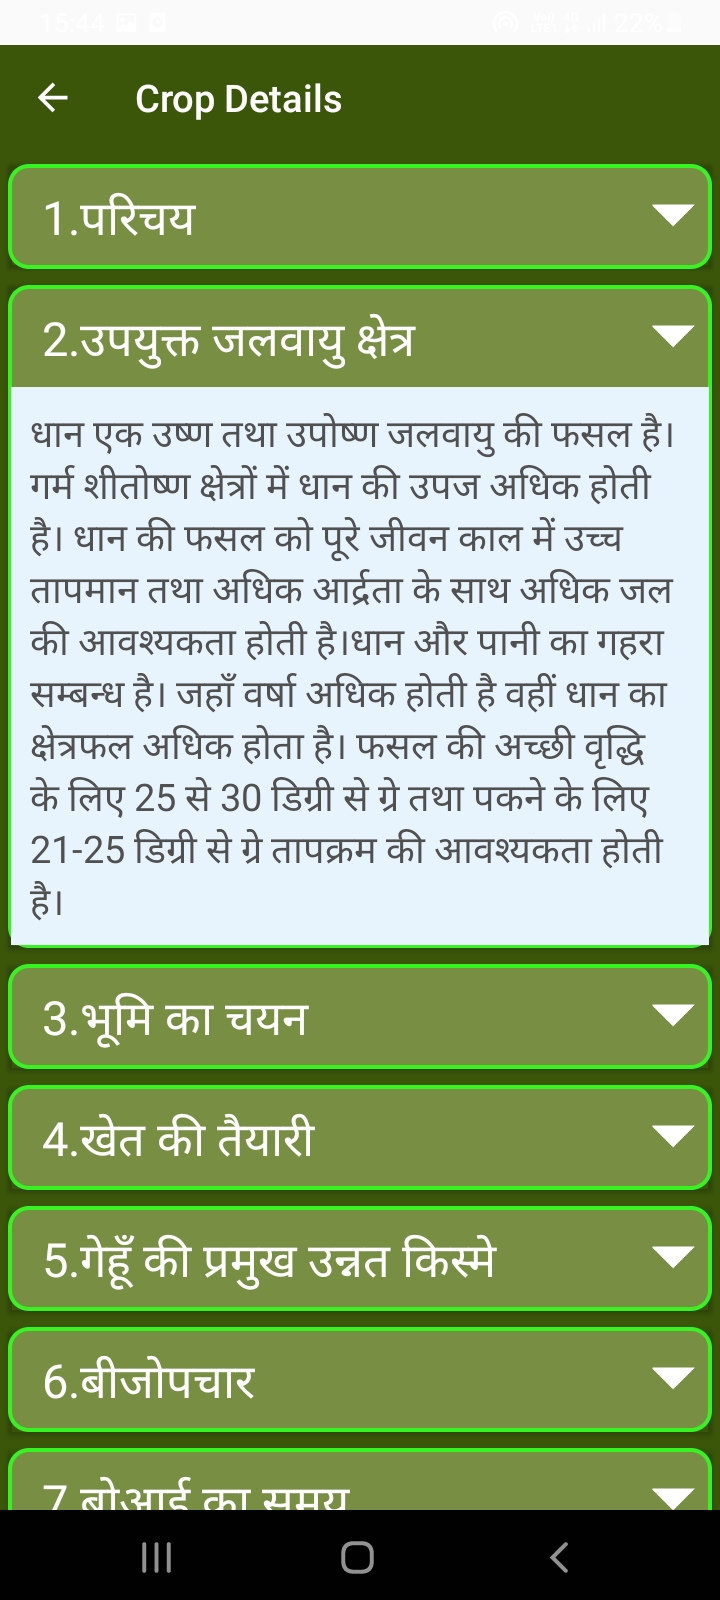 15:44
22%
Crop Details
1.परिचय
2.उपयुक्त जलवायु क्षेत्र
धान एक उष्ण तथा उपोष्ण जलवायु की फसल है।
गर्म शीतोष्ण क्षेत्रों में धान की उपज अधिक होती
है। धान की फसल को पूरे जीवन काल में उच्च
तापमान तथा अधिक आर्द्रता के साथ अधिक जल
की आवश्यकता होती है।धान और पानी का गहरा
सम्बन्ध है। जहाँ वर्षा अधिक होती है वहीं धान का
क्षेत्रफल अधिक होता है। फसल की अच्छी वृद्धि
के लिए 25 से 30 डिग्री से ग्रे तथा पकने के लिए
21-25 डिग्री से ग्रे तापक्रम की आवश्यकता होती
है।
3.भूमि का चयन
4.खेत की तैयारी
5.गेहूँ की प्रमुख उन्नत किस्मे
6.बीजोपचार
7.बोआई का समय